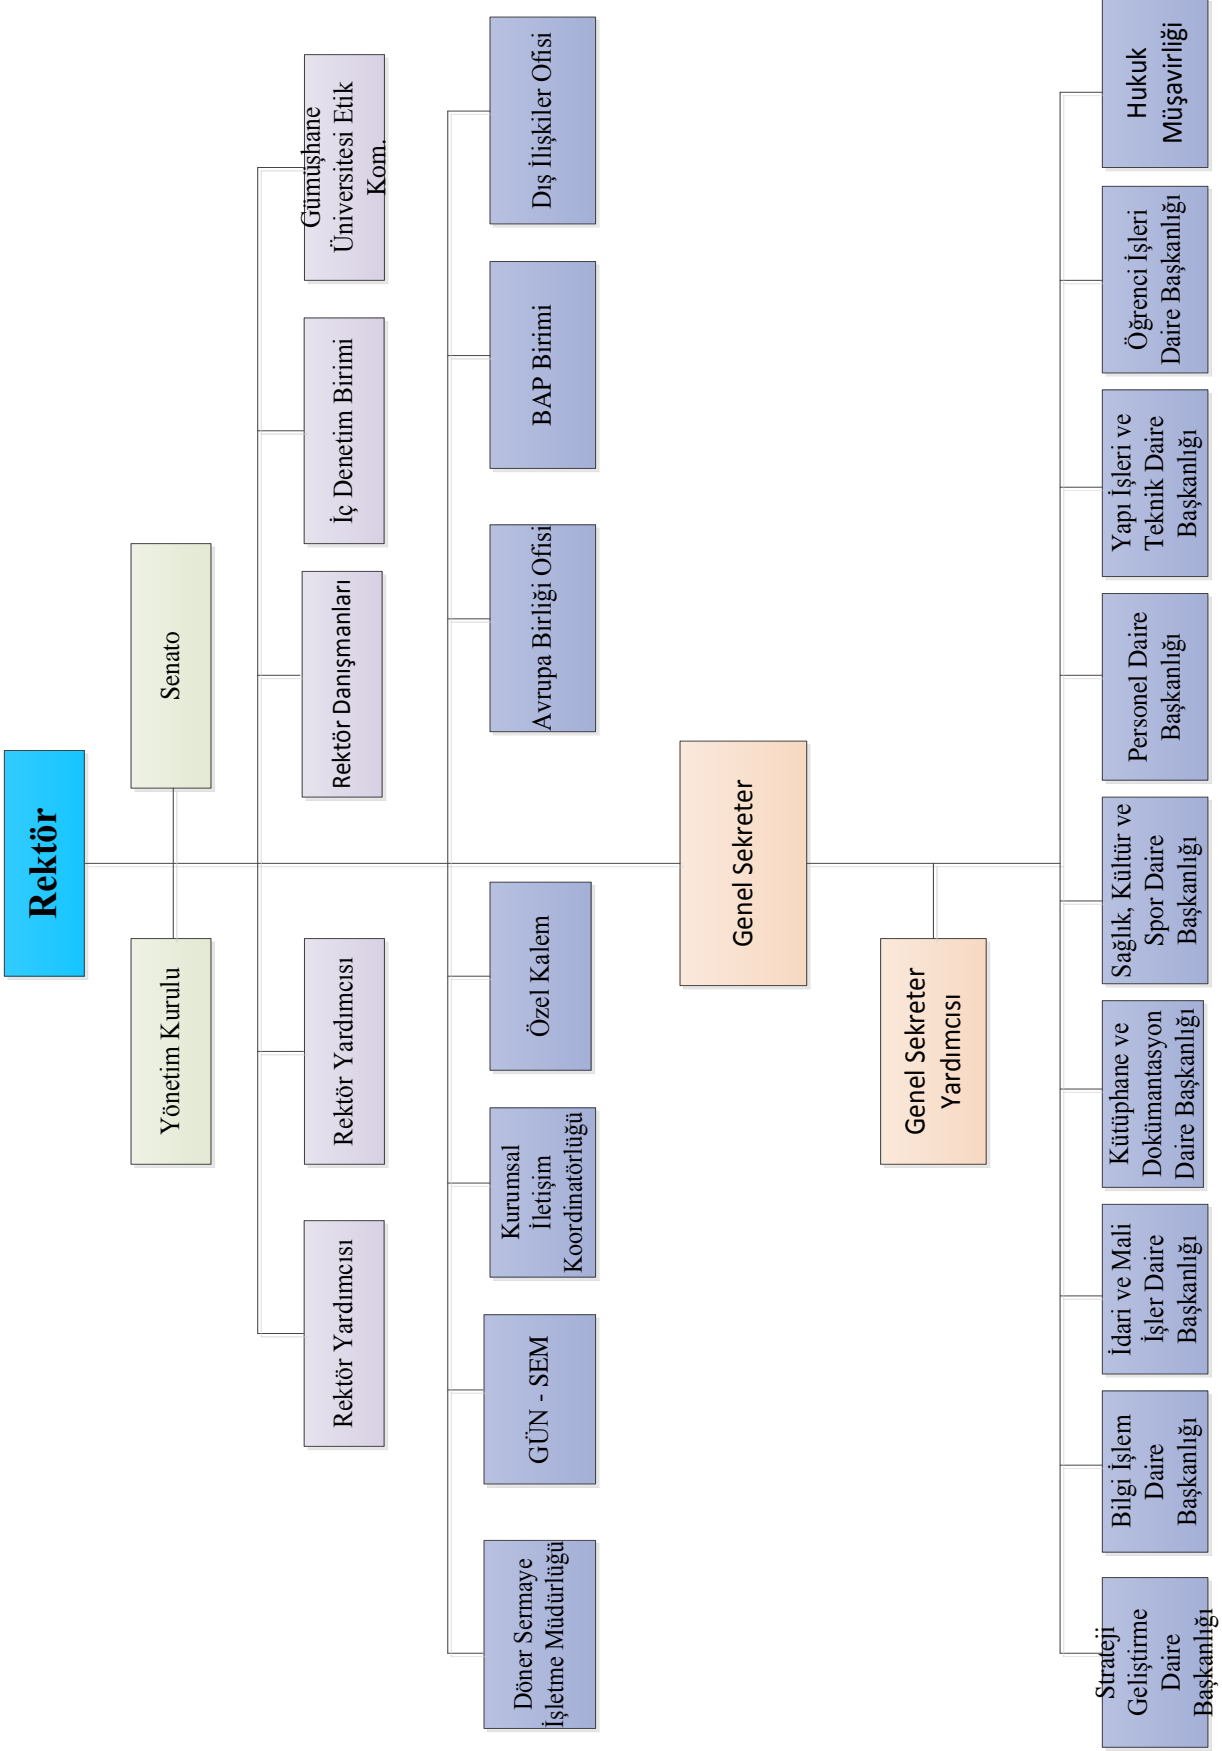 Rektör
Yönetim Kurulu
Senato
Rektör Yardımcısı
Rektör Yardımcısı
Rektör Danışmanları
İç Denetim Birimi
Gümüşhane
Üniversitesi Etik
Kom.
Döner Sermaye
İşletme Müdürlüğü
GÜN - SEM
Kurumsal
İletişim
Koordinatörlüğü
Özel Kalem
Avrupa Birliği Ofisi
BAP Birimi
Dış İlişkiler Ofisi
Genel Sekreter
Genel Sekreter
Yardımcısı
Strateji
Geliştirme
Daire
Başkanlığı
Bilgi İşlem
Daire
Başkanlığı
İdari ve Mali
İşler Daire
Başkanlığı
Kütüphane ve
Dokümantasyon
Daire Başkanlığı
Sağlık, Kültür ve
Spor Daire
Başkanlığı
Personel Daire
Başkanlığı
Yapı İşleri ve
Teknik Daire
Başkanlığı
Öğrenci İşleri
Daire Başkanlığı
Hukuk
Müşavirliği